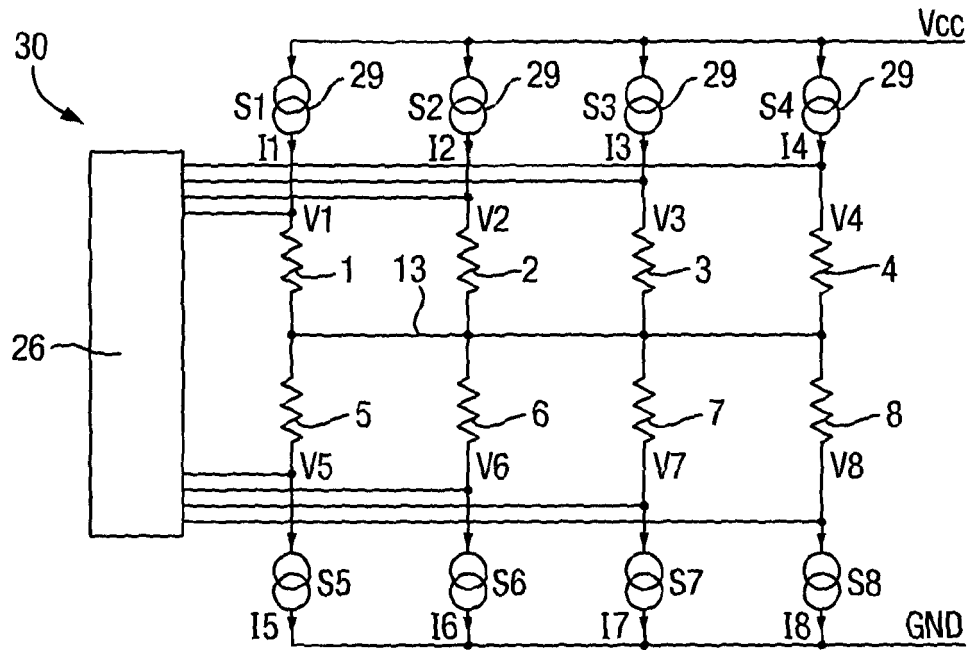 Vcc
30
S1 29 S2 29 S3 29 S4 29
I1 I2 I3 I4
V1 V2 V3 V4
1 2 3 4
13
26
5 6 7 8
V5 V6 V7 V8
S5 S6 S7 S8
I5 I6 I7 I8 GND